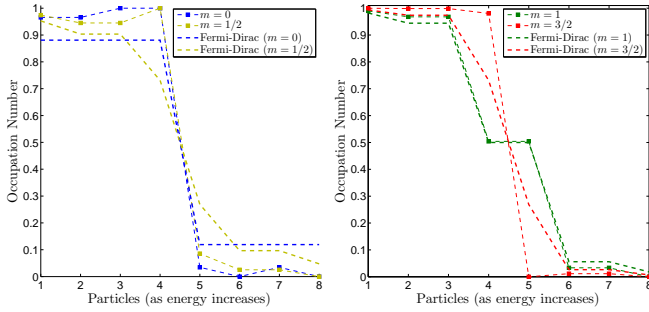 m = 0
m = 1/2
Fermi-Dirac (m = 0)
Fermi-Dirac (m = 1/2)
1
0.9
0.8
0.7
0.6
0.5
0.4
0.3
0.2
0.1
0
Occupation Number
1 2 3 4 5 6 7 8
Particles (as energy increases)
m = 1
m = 3/2
Fermi-Dirac (m = 1)
Fermi-Dirac (m = 3/2)
1
0.9
0.8
0.7
0.6
0.5
0.4
0.3
0.2
0.1
0
Occupation Number
1 2 3 4 5 6 7 8
Particles (as energy increases)